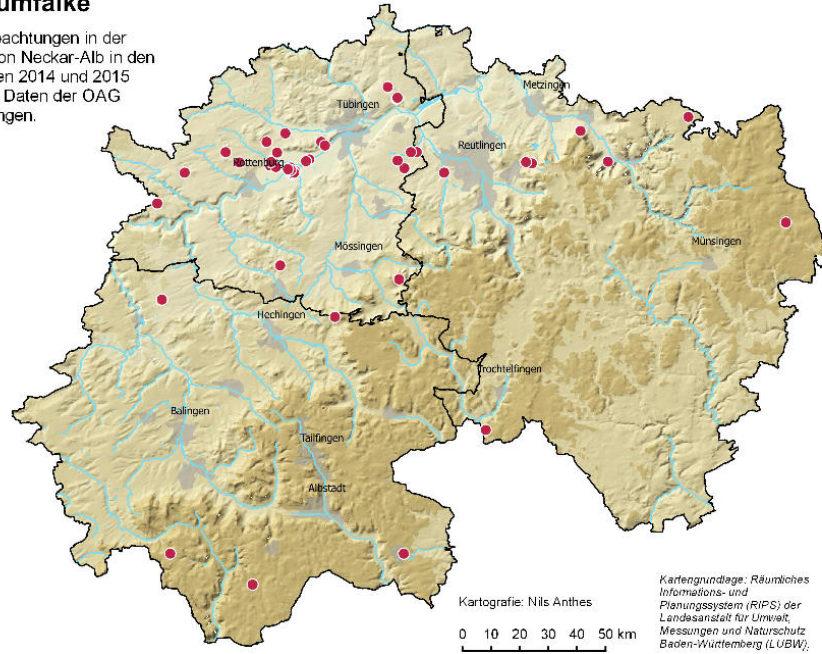 umfalke
achtungen in der
on Neckar-Alb in den
en 2014 und 2015
Daten der OAG
ngen.
Metzingen
Tübingen
Reutlingen
Rottenburg
Münsingen
Mössingen
Hechingen
Trochtelfingen
Balingen
Tailfingen
Albstadt
Kartografie: Nils Anthes
0 10 20 30 40 50 km
Kartengrundlage: Räumliches
Informations- und
Planungssystem (RIPS) der
Landesanstalt für Umwelt,
Messungen und Naturschutz
Baden-Württemberg (LUBW).